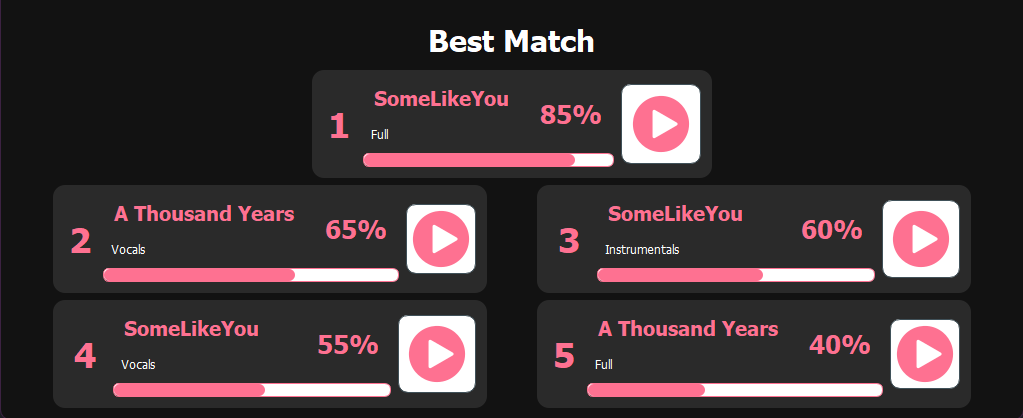 Best Match
1
SomeLikeYou
85%
Full
2
A Thousand Years
65%
Vocals
3
SomeLikeYou
60%
Instrumentals
4
SomeLikeYou
55%
Vocals
5
A Thousand Years
40%
Full